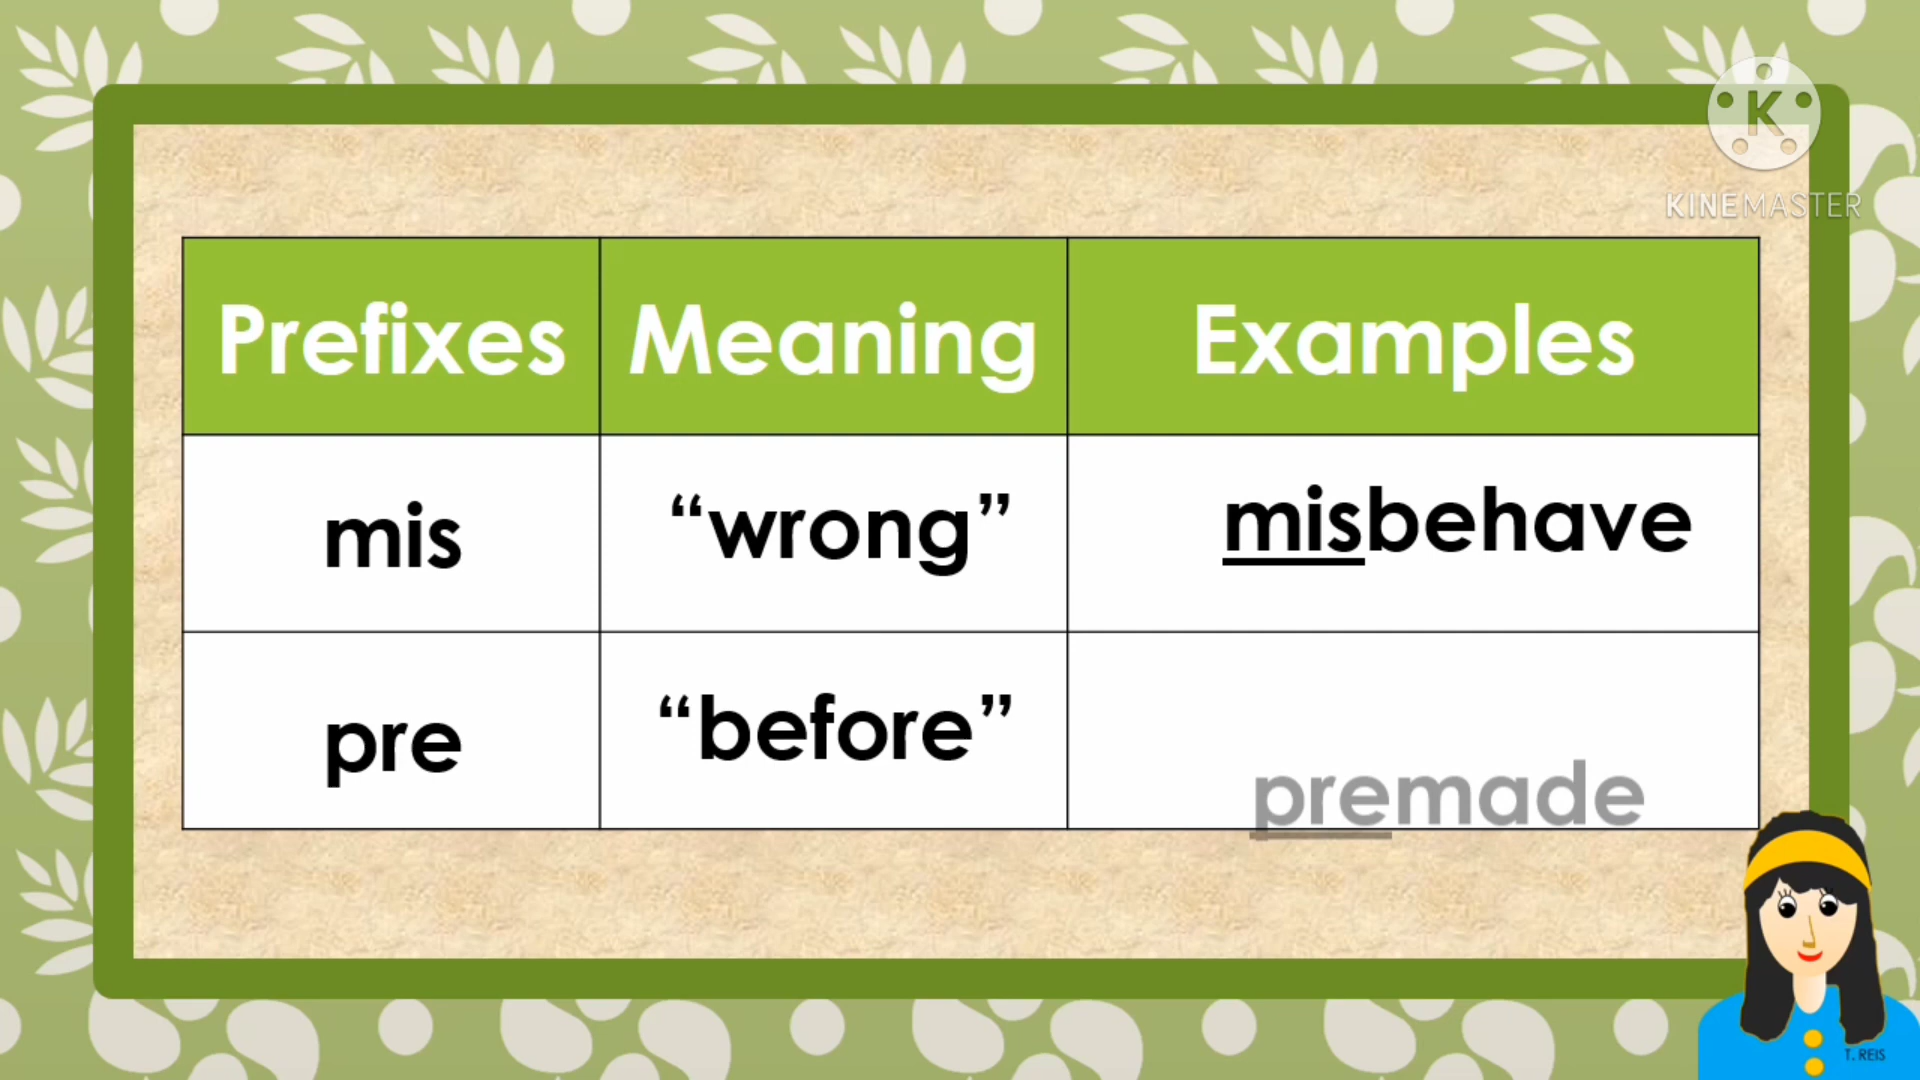 K
KINEMASTER
Prefixes Meaning Examples
mis “wrong” misbehave
pre “before” premade
T. REIS